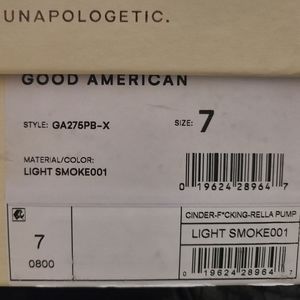 UNAPOLOGETIC.
GOOD AMERICAN
STYLE: GA275PB-X SIZE: 7
MATERIAL/COLOR:
LIGHT SMOKE001
0 19624 28964 7
CINDER-F*CKING-RELLA PUMP
7 LIGHT SMOKE001
0800
0 19624 28964 7